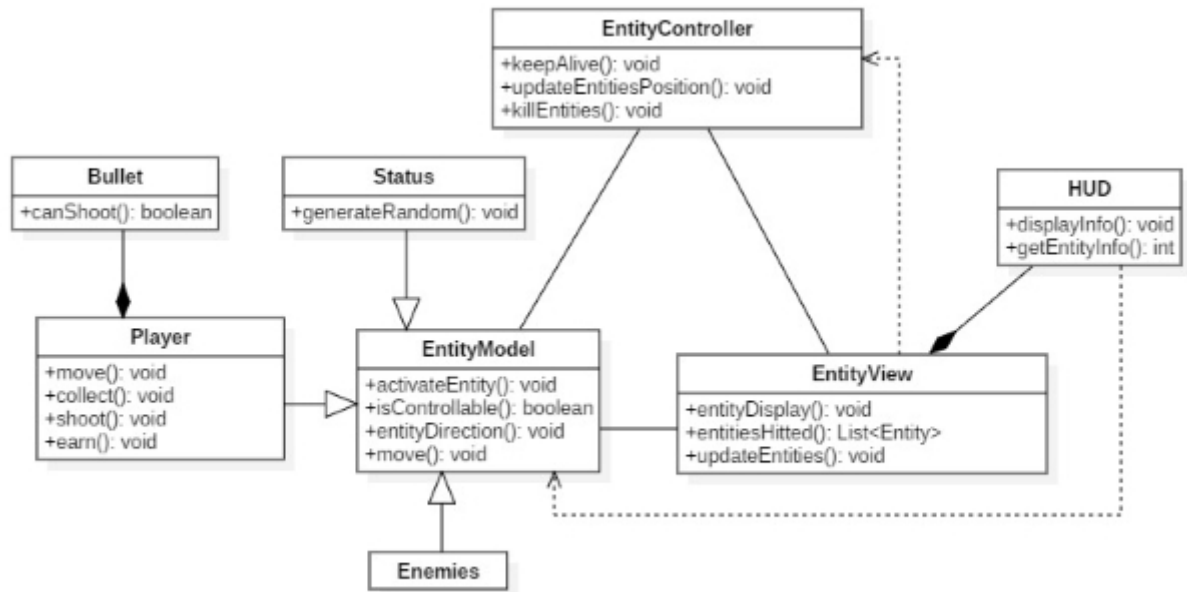 EntityController
+keepAlive(): void
+updateEntitiesPosition(): void
+killEntities(): void
Bullet
+canShoot(): boolean
Status
+generateRandom(): void
HUD
+displayInfo(): void
+getEntityInfo(): int
Player
+move(): void
+collect(): void
+shoot(): void
+earn(): void
EntityModel
+activateEntity(): void
+isControllable(): boolean
+entityDirection(): void
+move(): void
EntityView
+entityDisplay(): void
+entitiesHitted(): List<Entity>
+updateEntities(): void
Enemies